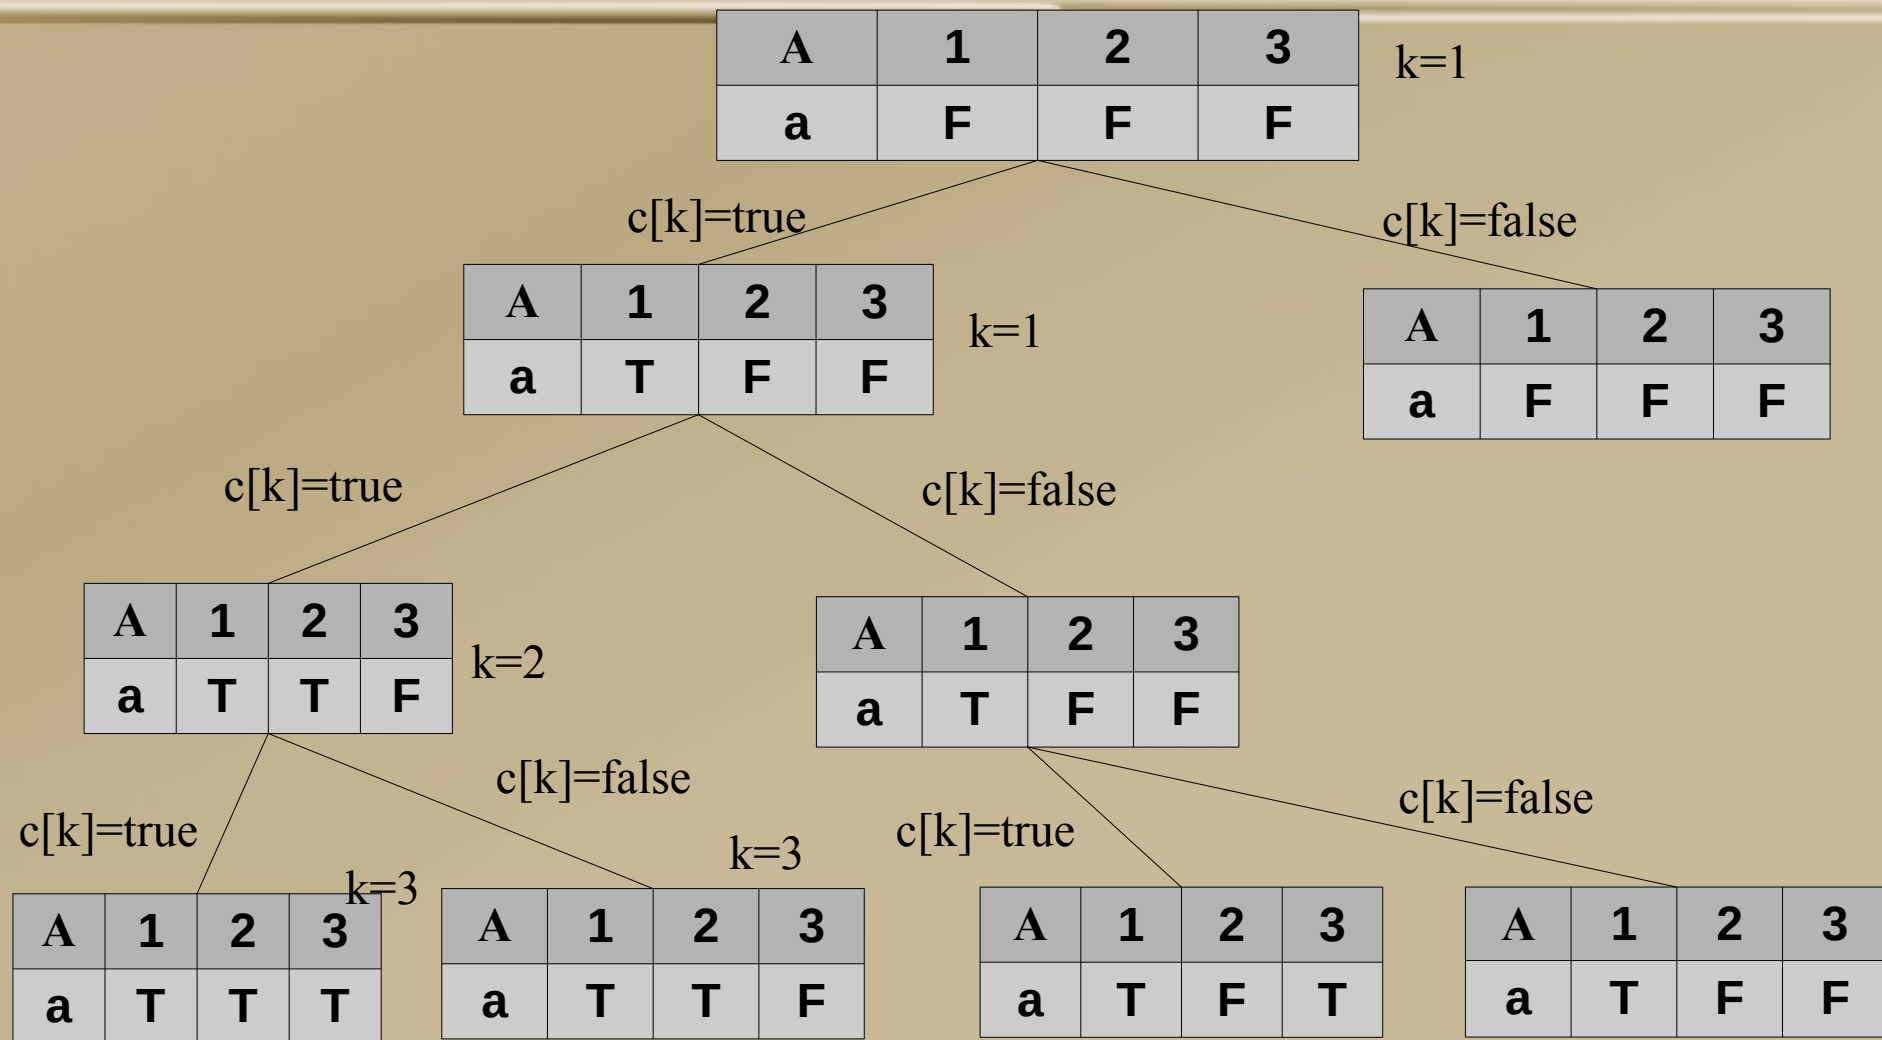 A 1 2 3
k=1
a F F F
c[k]=true
c[k]=false
A 1 2 3
k=1
a T F F
A 1 2 3
a F F F
c[k]=true
c[k]=false
A 1 2 3
k=2
a T T F
A 1 2 3
a T F F
c[k]=true
c[k]=false
c[k]=true
c[k]=false
k=3
A 1 2 3
a T T T
k=3
A 1 2 3
a T T F
A 1 2 3
a T F T
A 1 2 3
a T F F